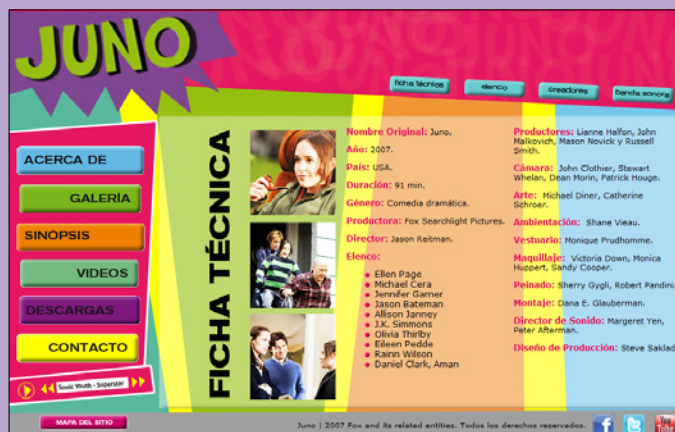 JUNO
ficha técnica
elenco
creadores
banda sonora
ACERCA DE
GALERÍA
SINÓPSIS
VIDEOS
DESCARGAS
CONTACTO
Sonic Youth - Superstar
MAPA DEL SITIO
FICHA TÉCNICA
Nombre Original: Juno.
Año: 2007.
País: USA.
Duración: 91 min.
Género: Comedia dramática.
Productora: Fox Searchlight Pictures.
Director: Jason Reitman.
Elenco:
Ellen Page
Michael Cera
Jennifer Garner
Jason Bateman
Allison Janney
J.K. Simmons
Olivia Thirlby
Eileen Pedde
Rainn Wilson
Daniel Clark, Aman
Productores: Lianne Halfon, John
Malkovich, Mason Novick y Russell
Smith.
Cámara: John Clothier, Stewart
Whelan, Dean Morin, Patrick Houge.
Arte: Michael Diner, Catherine
Schroer.
Ambientación: Shane Vieau.
Vestuario: Monique Prudhomme.
Maquillaje: Victoria Down, Monica
Huppert, Sandy Cooper.
Peinado: Sherry Gygli, Robert Pandini.
Montaje: Dana E. Glauberman.
Director de Sonido: Margeret Yen,
Peter Afterman.
Diseño de Producción: Steve Saklad
Juno | 2007 Fox and its related entities. Todos los derechos reservados.
You
Tube